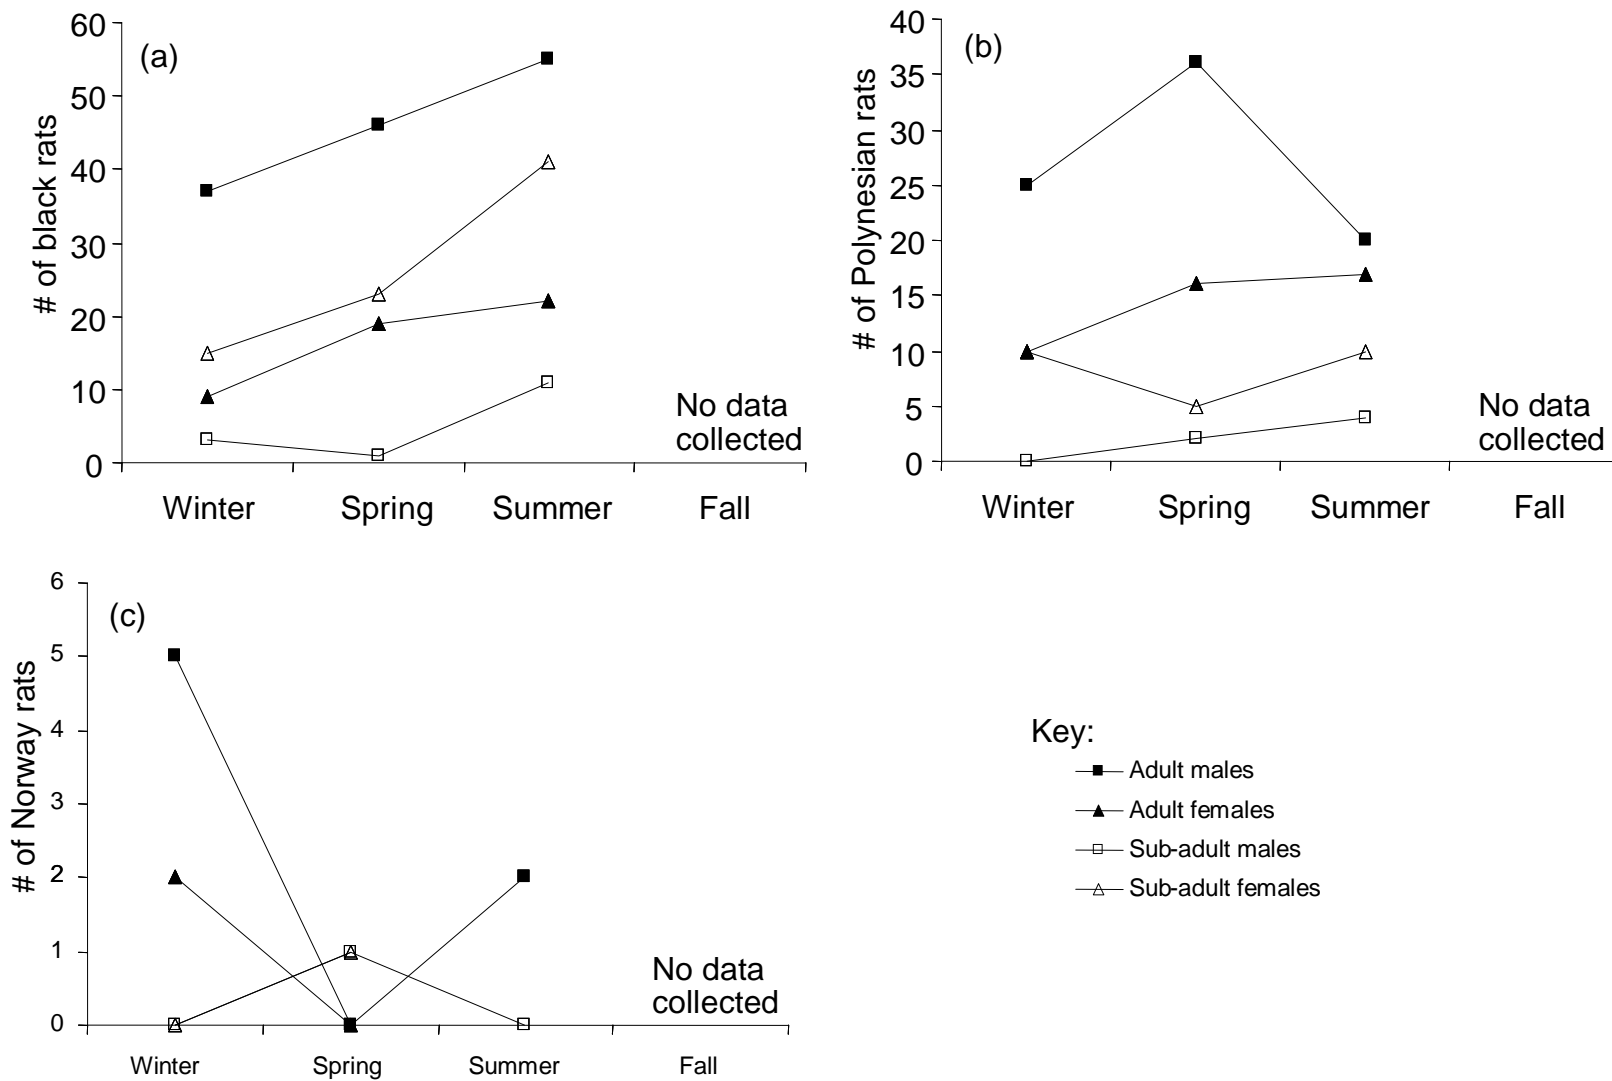 (a)
# of black rats
60
50
40
30
20
10
0
No data
collected
Winter
Spring
Summer
Fall
(b)
# of Polynesian rats
40
35
30
25
20
15
10
5
0
No data
collected
Winter
Spring
Summer
Fall
(c)
# of Norway rats
6
5
4
3
2
1
0
No data
collected
Winter
Spring
Summer
Fall
Key:
Adult males
Adult females
Sub-adult males
Sub-adult females